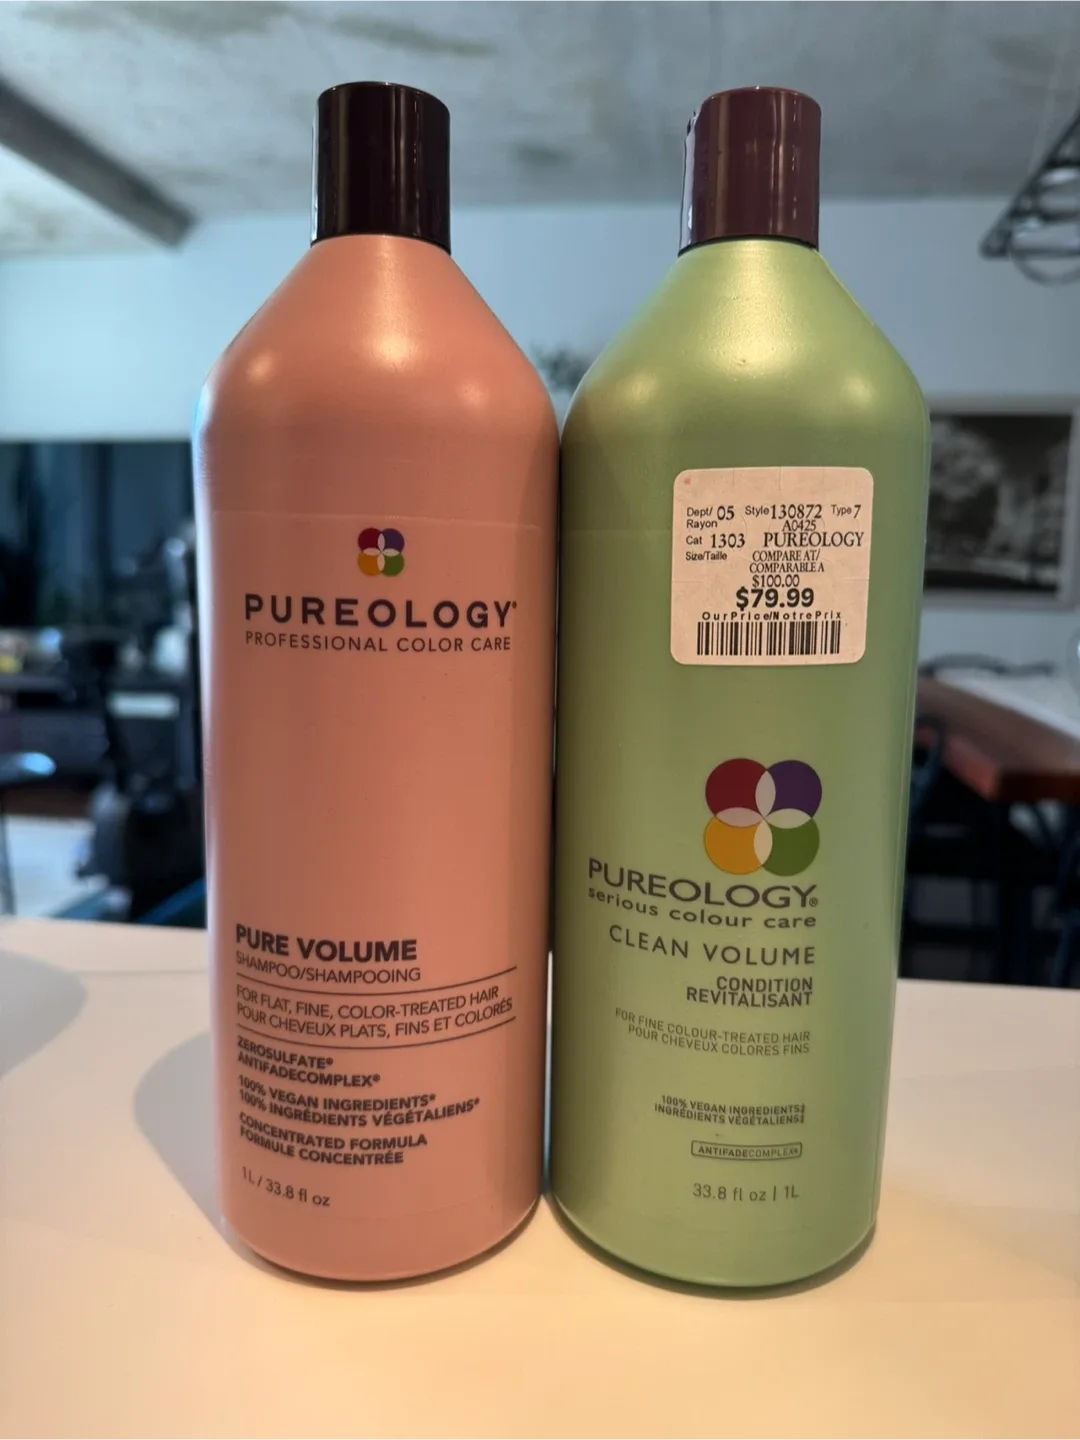 PUREOLOGY®
PROFESSIONAL COLOR CARE
PURE VOLUME
SHAMPOO/SHAMPOOING
FOR FLAT, FINE, COLOR-TREATED HAIR
POUR CHEVEUX PLATS, FINS ET COLORÉS
ZEROSULFATE®
ANTIFADECOMPLEX®
100% VEGAN INGREDIENTS*
100% INGRÉDIENTS VÉGÉTALIENS*
CONCENTRATED FORMULA
FORMULE CONCENTRÉE
1 L / 33.8 fl oz
Dept/ 05 Style 130872 Type 7
Rayon A0425
Cat 1303 PUREOLOGY
Size/Taille COMPARE AT/
COMPARABLE A
$100.00
$79.99
OurPrice/NotrePrix
PUREOLOGY®
serious colour care
CLEAN VOLUME
CONDITION
REVITALISANT
FOR FINE COLOUR-TREATED HAIR
POUR CHEVEUX COLORES FINS
100% VEGAN INGREDIENTS‡
INGRÉDIENTS VÉGÉTALIENS‡
ANTIFADECOMPLEX®
33.8 fl oz | 1L